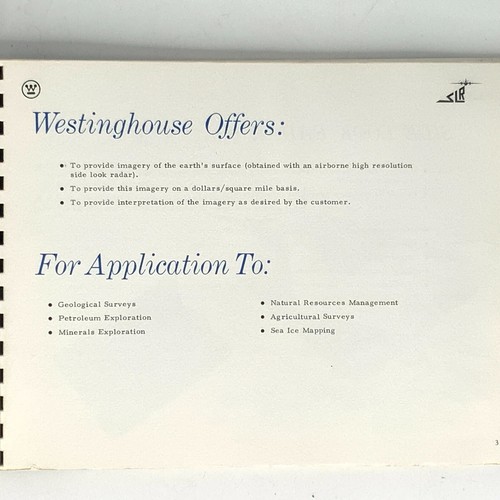 W
SLR
Westinghouse Offers:
• To provide imagery of the earth's surface (obtained with an airborne high resolution
side look radar).
• To provide this imagery on a dollars/square mile basis.
• To provide interpretation of the imagery as desired by the customer.
For Application To:
• Geological Surveys
• Petroleum Exploration
• Minerals Exploration
• Natural Resources Management
• Agricultural Surveys
• Sea Ice Mapping
3